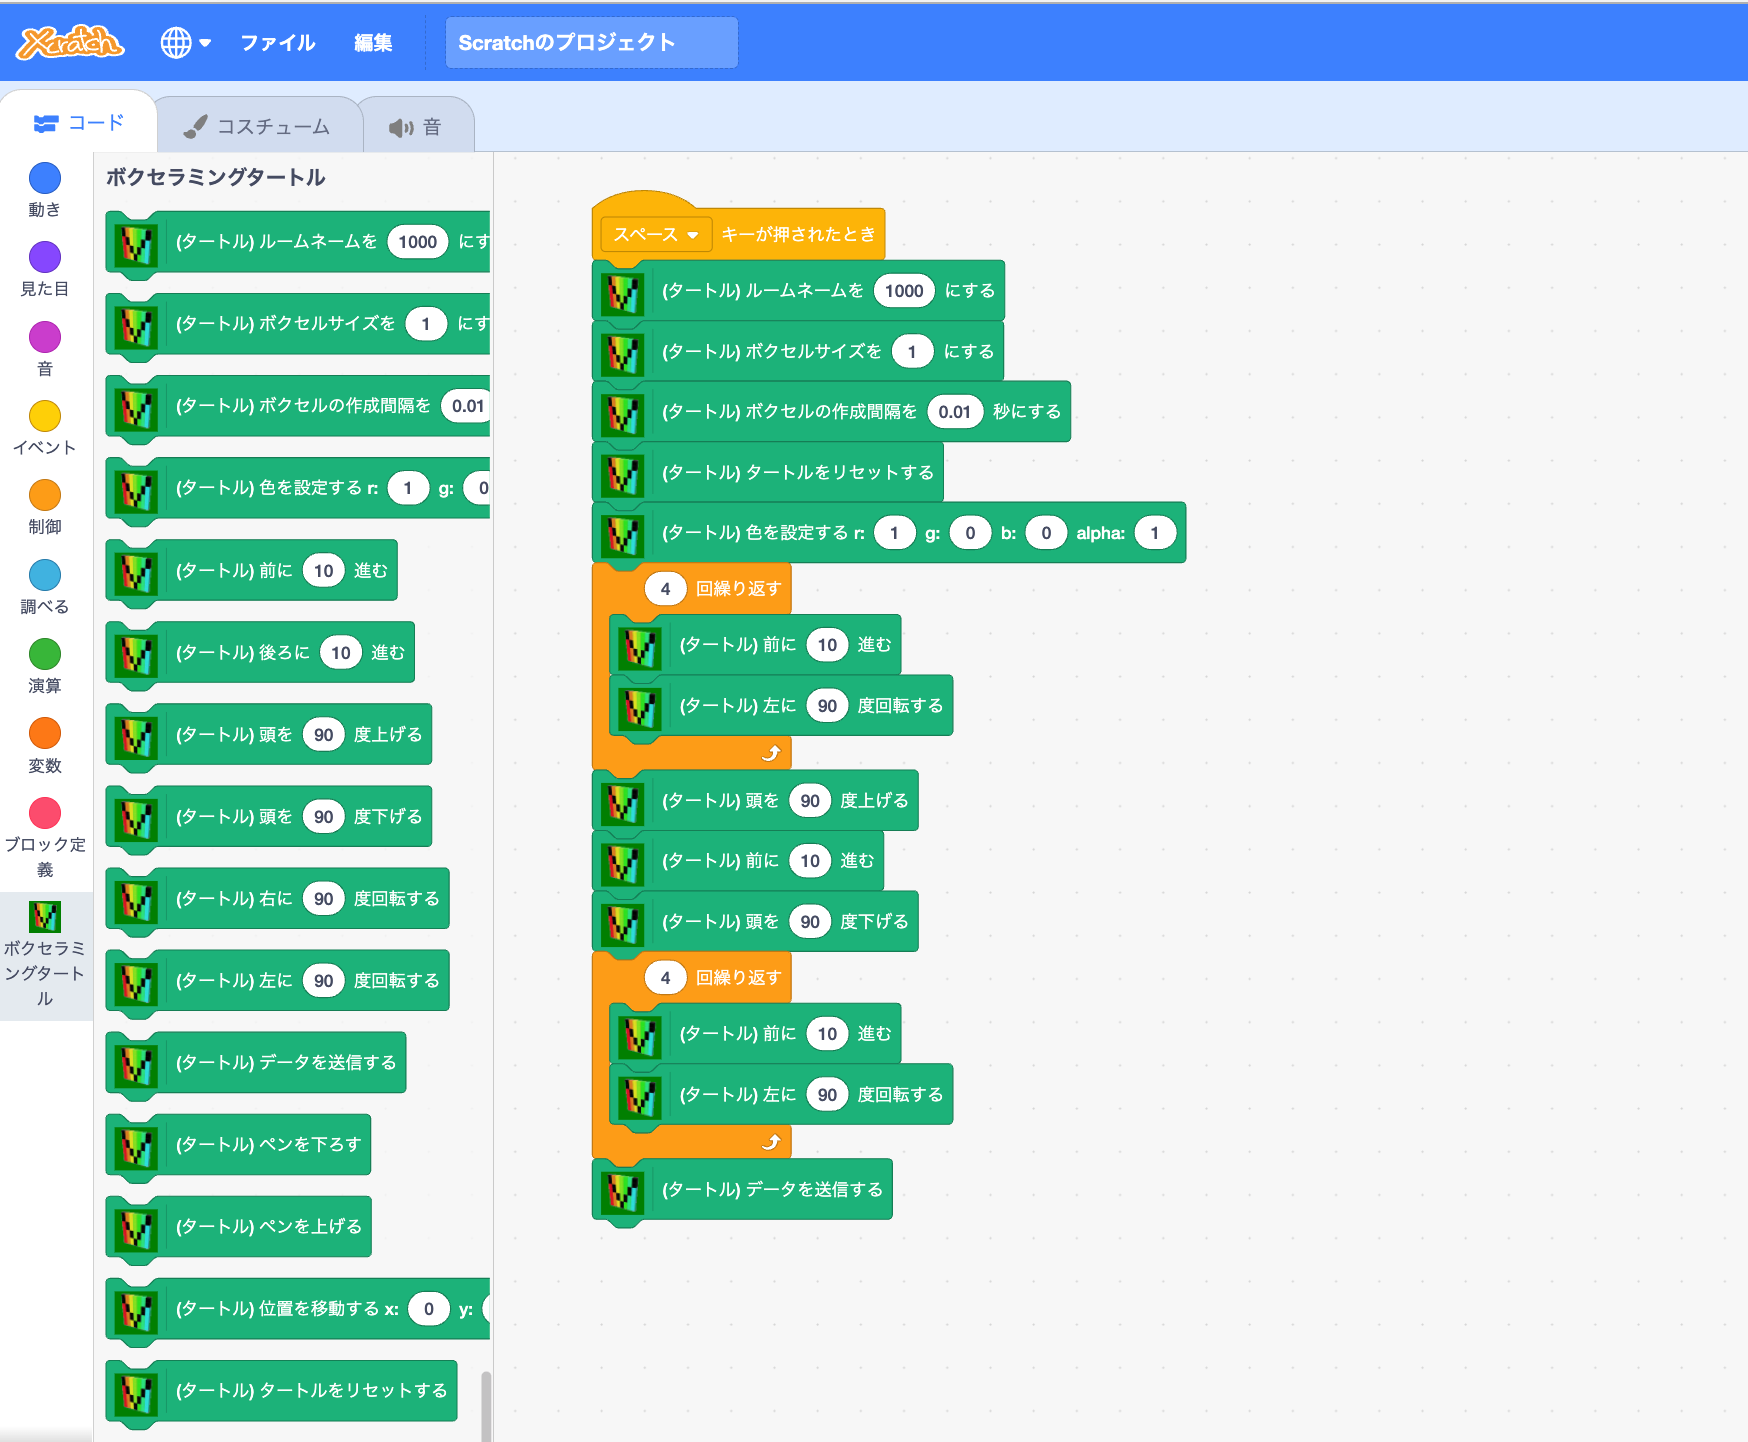 Xcratch
ファイル
編集
Scratchのプロジェクト
コード
コスチューム
音
動き
見た目
音
イベント
制御
調べる
演算
変数
ブロック定
義
ボクセラミ
ングタート
ル
ボクセラミングタートル
(タートル) ルームネームを 1000 にす
(タートル) ボクセルサイズを 1 にす
(タートル) ボクセルの作成間隔を 0.01
(タートル) 色を設定する r: 1 g: 0
(タートル) 前に 10 進む
(タートル) 後ろに 10 進む
(タートル) 頭を 90 度上げる
(タートル) 頭を 90 度下げる
(タートル) 右に 90 度回転する
(タートル) 左に 90 度回転する
(タートル) データを送信する
(タートル) ペンを下ろす
(タートル) ペンを上げる
(タートル) 位置を移動する x: 0 y:
(タートル) タートルをリセットする
スペース キーが押されたとき
(タートル) ルームネームを 1000 にする
(タートル) ボクセルサイズを 1 にする
(タートル) ボクセルの作成間隔を 0.01 秒にする
(タートル) タートルをリセットする
(タートル) 色を設定する r: 1 g: 0 b: 0 alpha: 1
4 回繰り返す
(タートル) 前に 10 進む
(タートル) 左に 90 度回転する
(タートル) 頭を 90 度上げる
(タートル) 前に 10 進む
(タートル) 頭を 90 度下げる
4 回繰り返す
(タートル) 前に 10 進む
(タートル) 左に 90 度回転する
(タートル) データを送信する